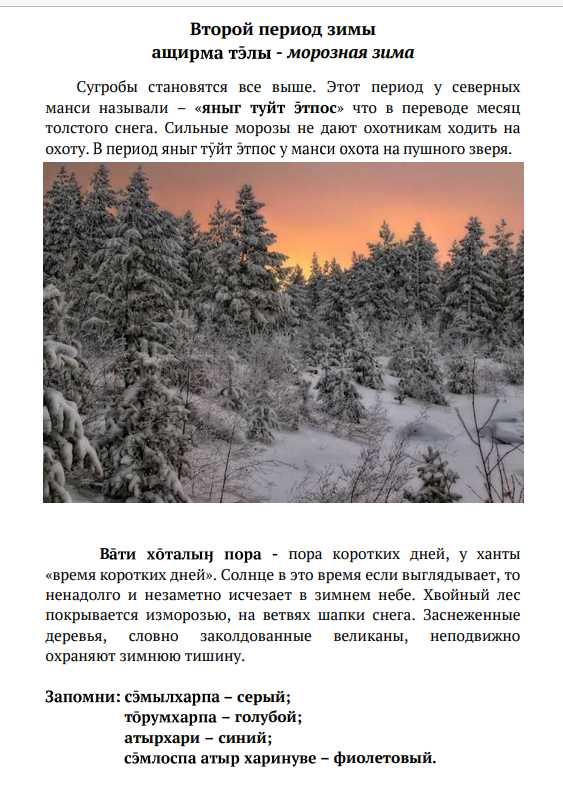 Второй период зимы
ащирма тэ̄лы - морозная зима
Сугробы становятся все выше. Этот период у северных
манси называли – «яныг туйт э̄тпос» что в переводе месяц
толстого снега. Сильные морозы не дают охотникам ходить на
охоту. В период яныг тӯйт э̄тпос у манси охота на пушного зверя.
Ва̄ти хо̄талыӈ пора - пора коротких дней, у ханты
«время коротких дней». Солнце в это время если выглядывает, то
ненадолго и незаметно исчезает в зимнем небе. Хвойный лес
покрывается изморозью, на ветвях шапки снега. Заснеженные
деревья, словно заколдованные великаны, неподвижно
охраняют зимнюю тишину.
Запомни: сэ̄мылхарпа – серый;
то̄румхарпа – голубой;
атырхари – синий;
сэ̄млоспа атыр харинуве – фиолетовый.